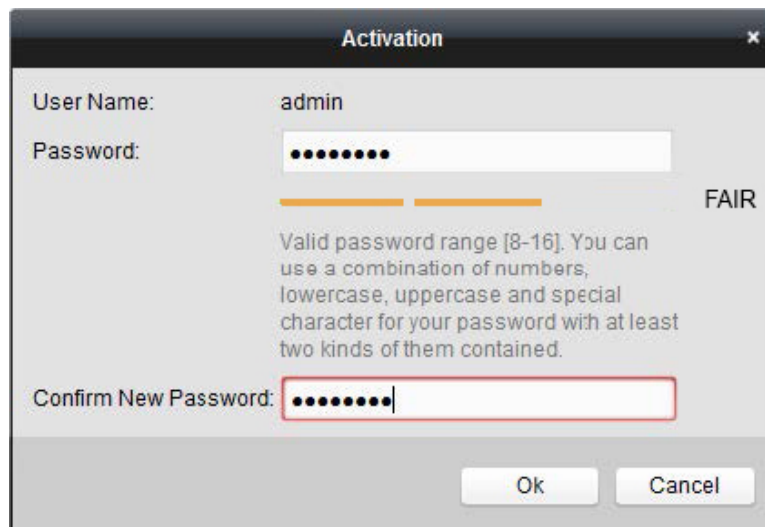 Activation
User Name: admin
Password: ●●●●●●●●
FAIR
Valid password range [8-16]. You can
use a combination of numbers,
lowercase, uppercase and special
character for your password with at least
two kinds of them contained.
Confirm New Password: ●●●●●●●●
Ok Cancel